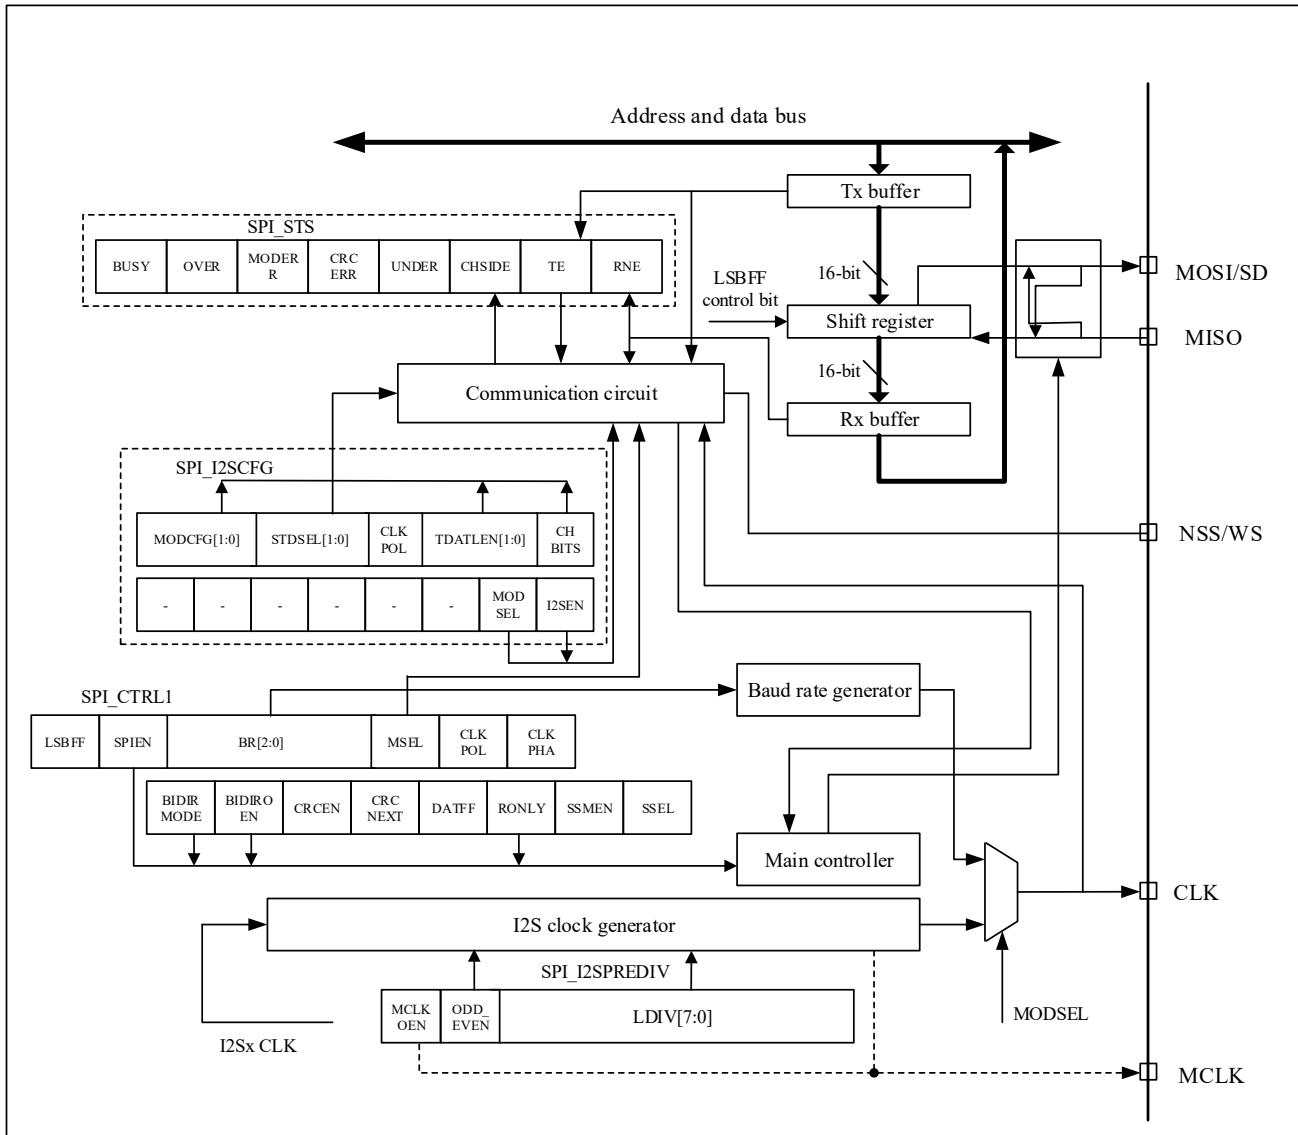 Address and data bus
Tx buffer
SPI_STS
BUSY
OVER
MODER
R
CRC
ERR
UNDER
CHSIDE
TE
RNE
16-bit
LSBFF
control bit
Shift register
MOSI/SD
MISO
16-bit
Communication circuit
Rx buffer
SPI_I2SCFG
MODCFG[1:0]
STDSEL[1:0]
CLK
POL
TDATLEN[1:0]
CH
BITS
NSS/WS
-
-
-
-
-
-
MOD
SEL
I2SEN
SPI_CTRL1
Baud rate generator
LSBFF
SPIEN
BR[2:0]
MSEL
CLK
POL
CLK
PHA
BIDIR
MODE
BIDIRO
EN
CRCEN
CRC
NEXT
DATFF
RONLY
SSMEN
SSEL
Main controller
CLK
I2S clock generator
SPI_I2SPREDIV
MCLK
OEN
ODD_
EVEN
LDIV[7:0]
MODSEL
I2Sx CLK
MCLK